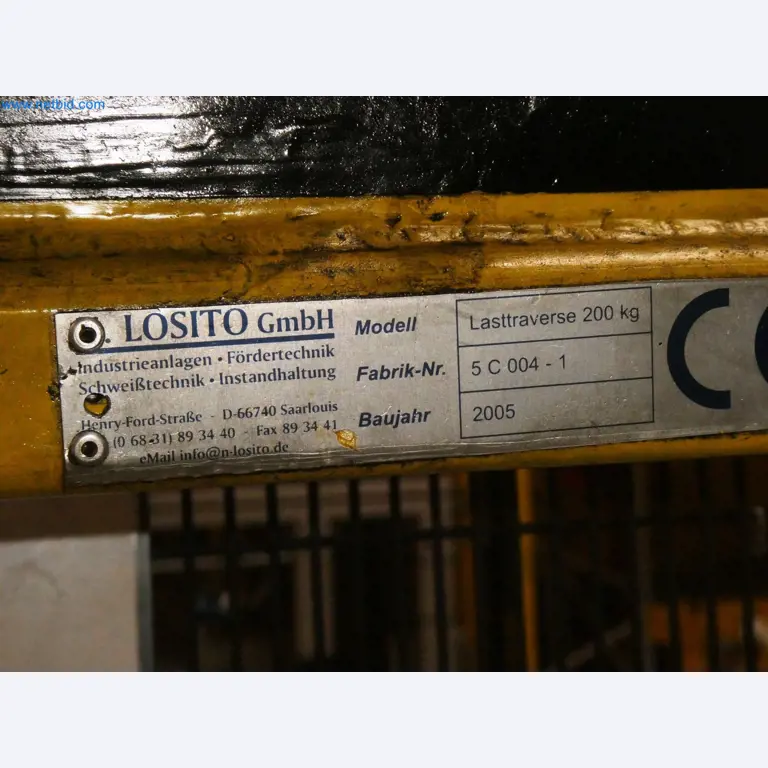 www.netbid.com
N. LOSITO GmbH
Industrieanlagen • Fördertechnik
Schweißtechnik • Instandhaltung
Henry-Ford-Straße - D-66740 Saarlouis
(0 68 31) 89 34 40 - Fax 89 34 41
eMail info@n-losito.de
Modell Lasttraverse 200 kg
Fabrik-Nr. 5 C 004 - 1
Baujahr 2005
CE